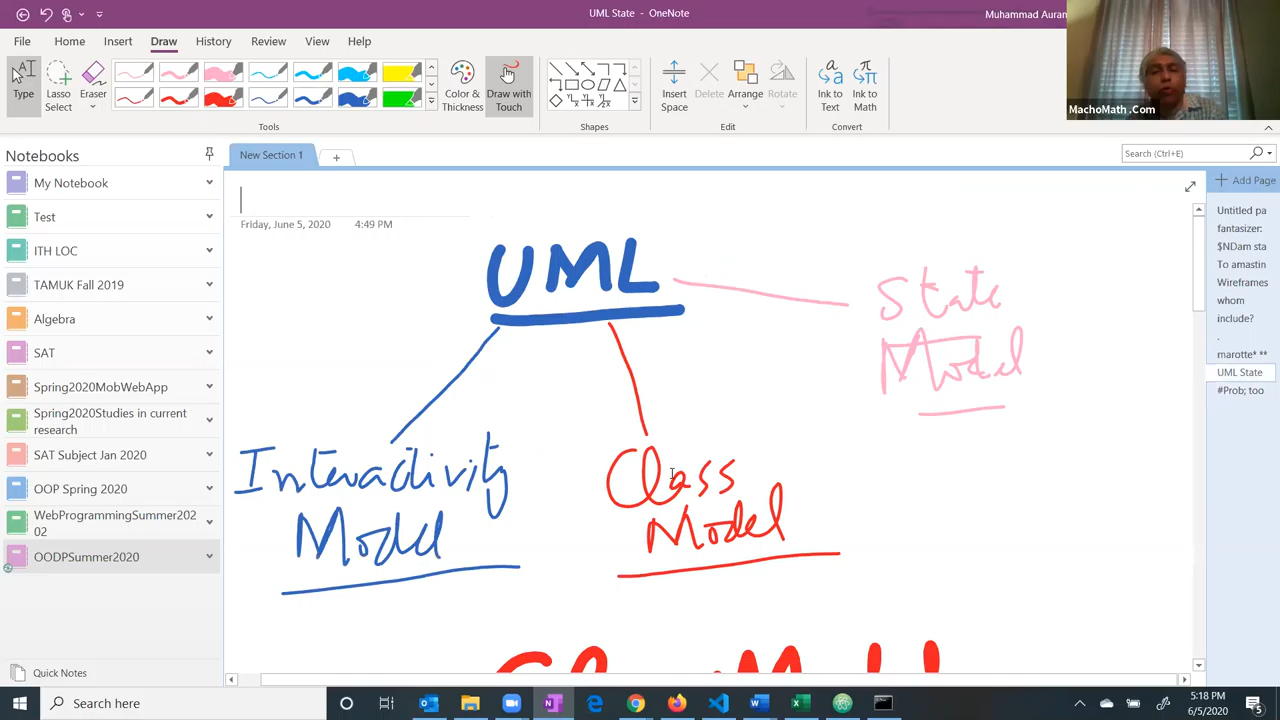 UML State - OneNote
Muhammad Auran
File Home Insert Draw History Review View Help
Type
Lasso Select
Eraser
Color & Thickness
Draw with Touch
Insert Space
Delete
Arrange
Rotate
Ink to Text
Ink to Math
Tools
Shapes
Edit
Convert
MachoMath .Com
Notebooks
New Section 1
Search (Ctrl+E)
My Notebook
Test
ITH LOC
TAMUK Fall 2019
Algebra
SAT
Spring2020MobWebApp
Spring2020Studies in current
research
SAT Subject Jan 2020
OOP Spring 2020
WebProgrammingSummer202
02
OODPSummer2020
Quick Notes
Friday, June 5, 2020 4:49 PM
UML
State
Model
Interactivity
Model
Class
Model
Add Page
Untitled pa
fantasizer:
$NDam sta
To amastin
Wireframes
whom
include?
.
marotte* **
UML State
#Prob; too
Search here
5:18 PM
6/5/2020
5